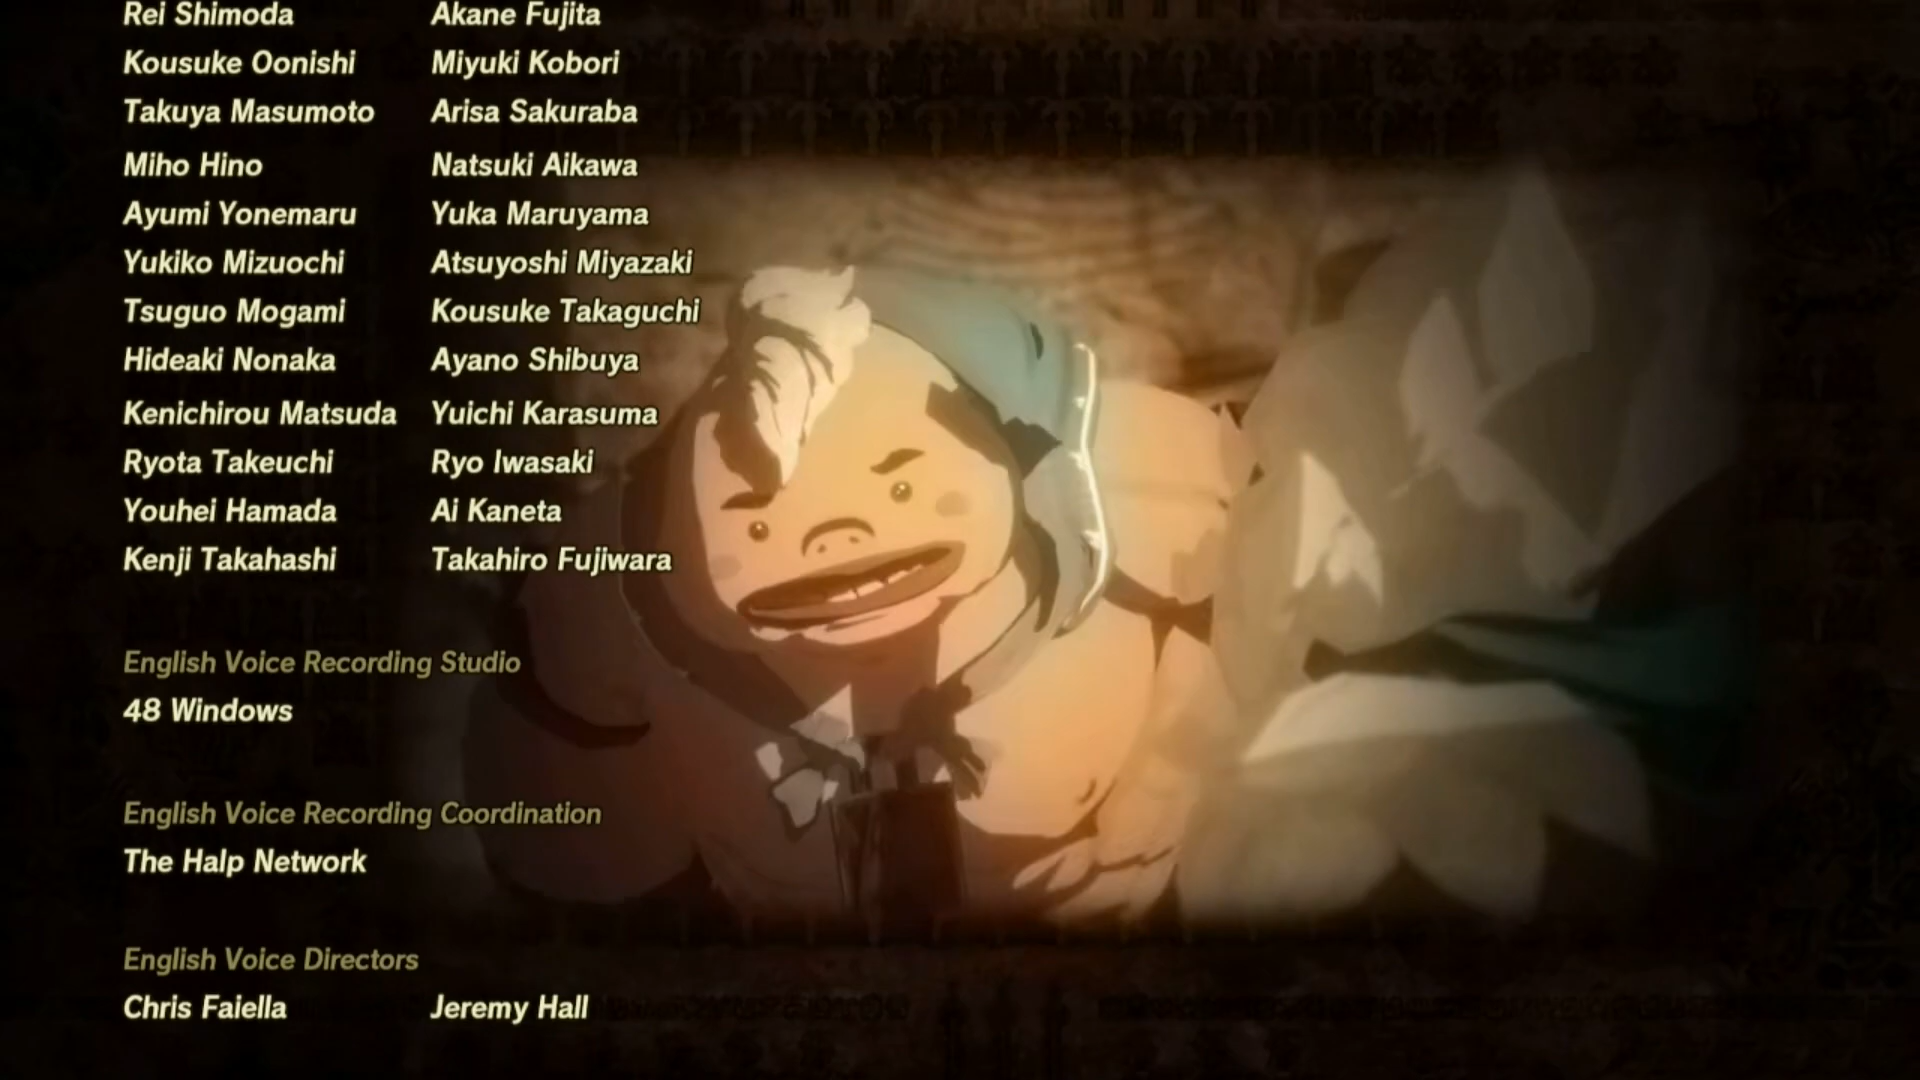 Rei Shimoda Akane Fujita
Kousuke Oonishi Miyuki Kobori
Takuya Masumoto Arisa Sakuraba
Miho Hino Natsuki Aikawa
Ayumi Yonemaru Yuka Maruyama
Yukiko Mizuochi Atsuyoshi Miyazaki
Tsuguo Mogami Kousuke Takaguchi
Hideaki Nonaka Ayano Shibuya
Kenichirou Matsuda Yuichi Karasuma
Ryota Takeuchi Ryo Iwasaki
Youhei Hamada Ai Kaneta
Kenji Takahashi Takahiro Fujiwara
English Voice Recording Studio
48 Windows
English Voice Recording Coordination
The Halp Network
English Voice Directors
Chris Faiella Jeremy Hall